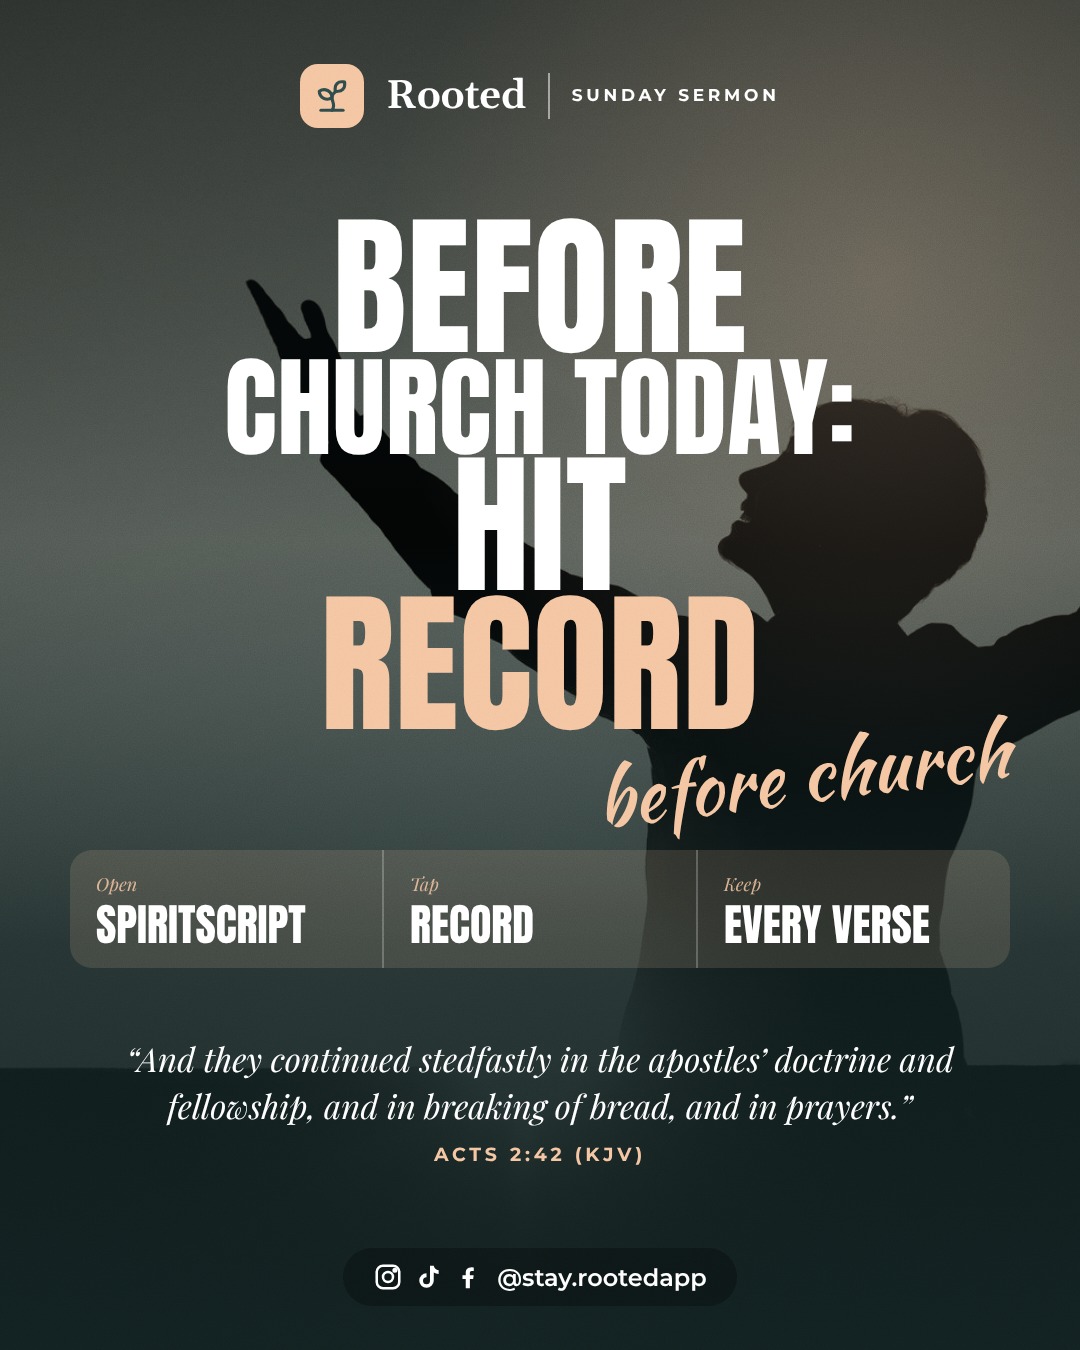 Rooted
SUNDAY SERMON
BEFORE
CHURCH TODAY:
HIT
RECORD
before church
Open
SPIRITSCRIPT
Tap
RECORD
Keep
EVERY VERSE
“And they continued stedfastly in the apostles’ doctrine and
fellowship, and in breaking of bread, and in prayers.”
ACTS 2:42 (KJV)
@stay.rootedapp